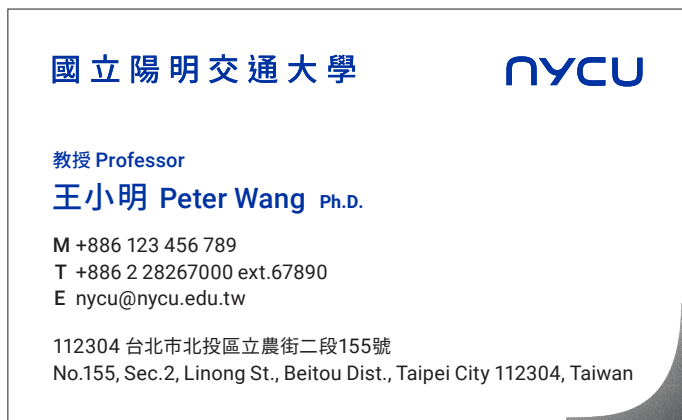 國立陽明交通大學 NYCU
教授 Professor
王小明 Peter Wang Ph.D.
M +886 123 456 789
T +886 2 28267000 ext.67890
E nycu@nycu.edu.tw
112304 台北市北投區立農街二段155號
No.155, Sec.2, Linong St., Beitou Dist., Taipei City 112304, Taiwan